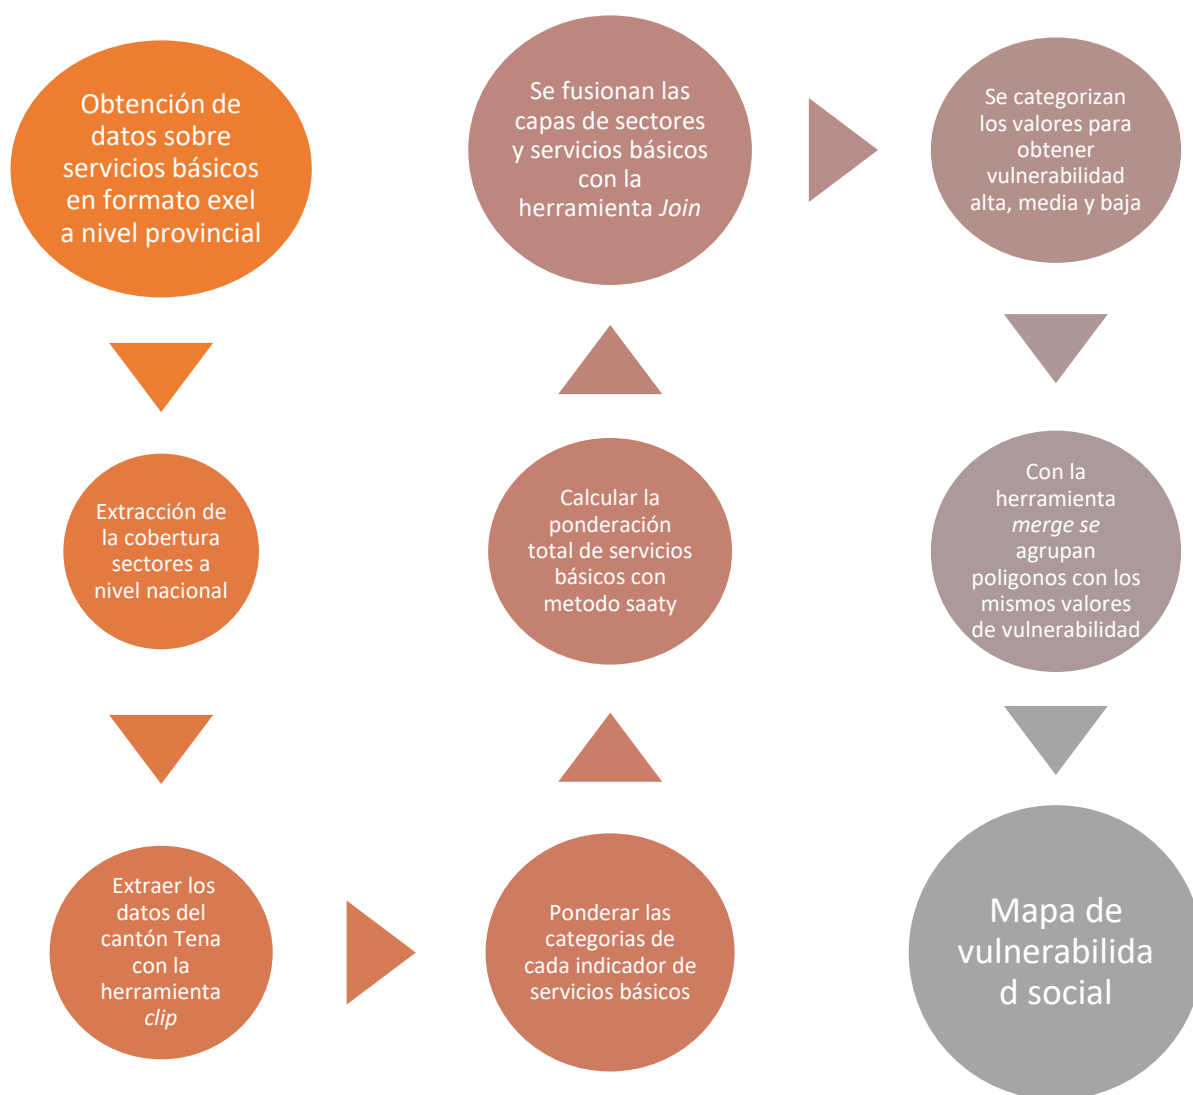 Obtención de
datos sobre
servicios básicos
en formato exel
a nivel provincial
Extracción de
la cobertura
sectores a
nivel nacional
Extraer los
datos del
cantón Tena
con la
herramienta
clip
Ponderar las
categorias de
cada indicador de
servicios básicos
Calcular la
ponderación
total de servicios
básicos con
metodo saaty
Se fusionan las
capas de sectores
y servicios básicos
con la
herramienta Join
Se categorizan
los valores para
obtener
vulnerabilidad
alta, media y baja
Con la
herramienta
merge se
agrupan
poligonos con los
mismos valores
de vulnerabilidad
Mapa de
vulnerabilida
d social